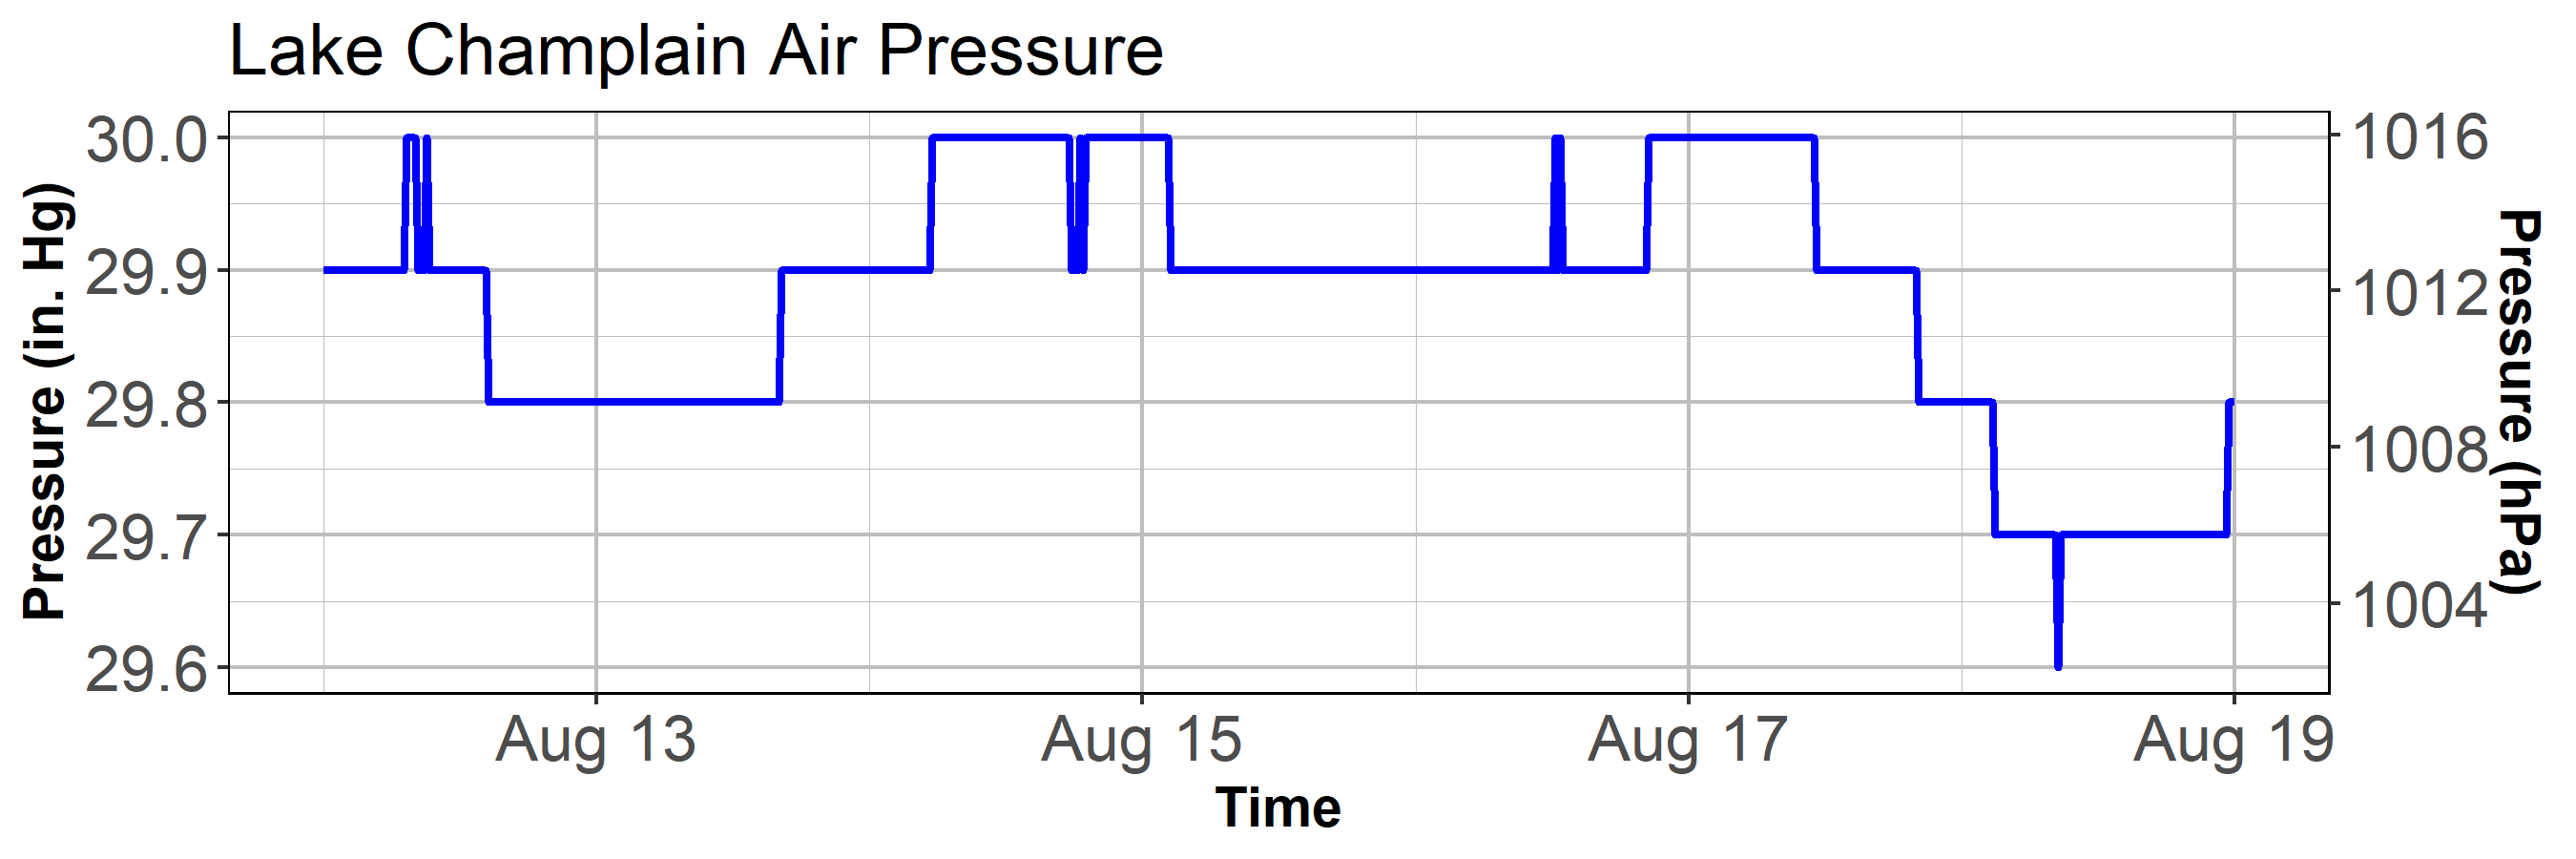 Lake Champlain Air Pressure
Pressure (in. Hg)
30.0
29.9
29.8
29.7
29.6
1016
1012
1008
1004
Pressure (hPa)
Aug 13 Aug 15 Aug 17 Aug 19
Time